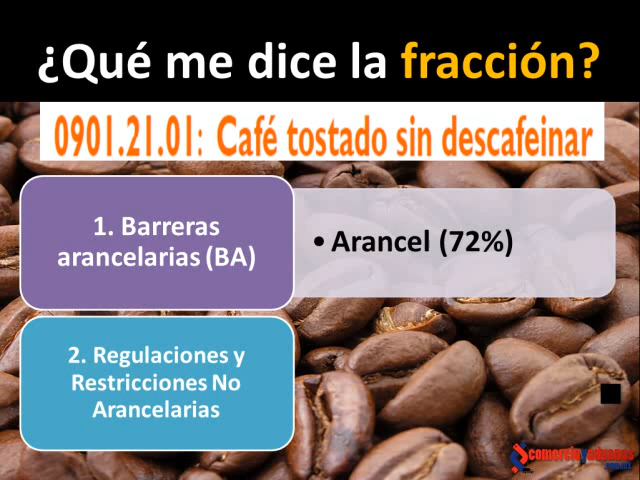 ¿Qué me dice la fracción?
0901.21.01: Café tostado sin descafeinar
1. Barreras
arancelarias (BA)
• Arancel (72%)
2. Regulaciones y
Restricciones No
Arancelarias
comercioyaduanas